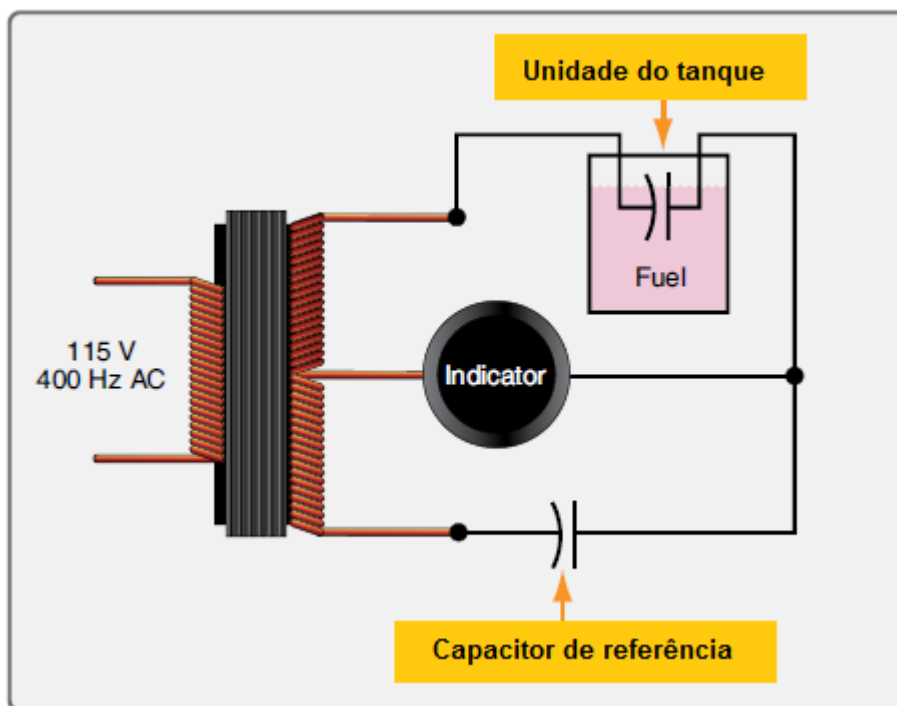 Unidade do tanque
Fuel
115 V
400 Hz AC
Indicator
Capacitor de referência